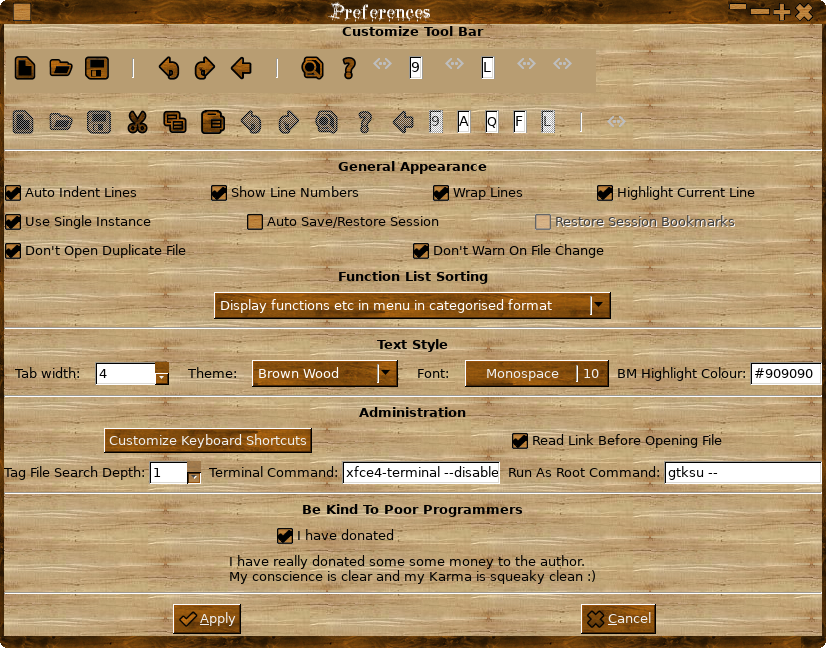 Preferences
Customize Tool Bar
9 L
9 A Q F L
General Appearance
Auto Indent Lines Show Line Numbers Wrap Lines Highlight Current Line
Use Single Instance Auto Save/Restore Session Restore Session Bookmarks
Don't Open Duplicate File Don't Warn On File Change
Function List Sorting
Display functions etc in menu in categorised format
Text Style
Tab width: 4 Theme: Brown Wood Font: Monospace 10 BM Highlight Colour: #909090
Administration
Customize Keyboard Shortcuts Read Link Before Opening File
Tag File Search Depth: 1 Terminal Command: xfce4-terminal --disable Run As Root Command: gtksu --
Be Kind To Poor Programmers
I have donated
I have really donated some some money to the author.
My conscience is clear and my Karma is squeaky clean :)
Apply Cancel